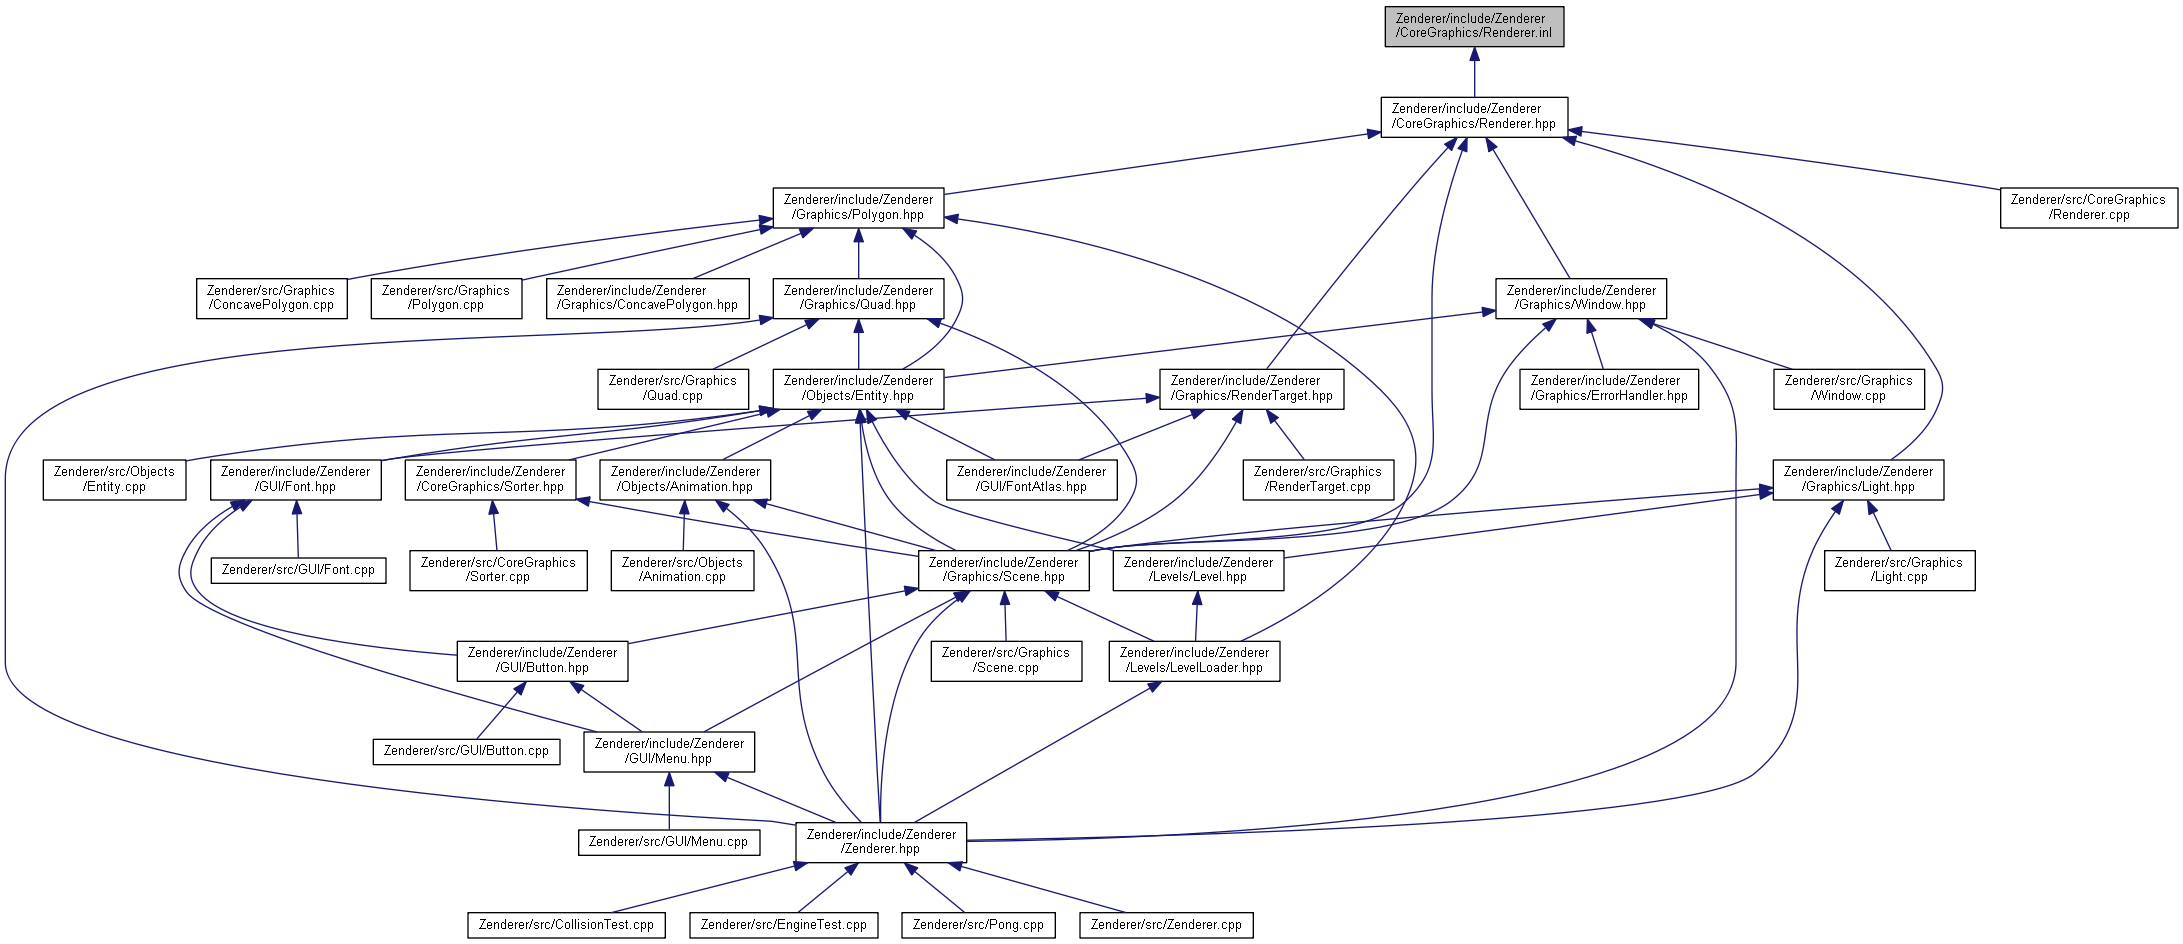 Zenderer/include/Zenderer
/CoreGraphics/Renderer.inl
Zenderer/include/Zenderer
/CoreGraphics/Renderer.hpp
Zenderer/include/Zenderer
/Graphics/Polygon.hpp
Zenderer/src/CoreGraphics
/Renderer.cpp
Zenderer/src/Graphics
/ConcavePolygon.cpp
Zenderer/src/Graphics
/Polygon.cpp
Zenderer/include/Zenderer
/Graphics/ConcavePolygon.hpp
Zenderer/include/Zenderer
/Graphics/Quad.hpp
Zenderer/include/Zenderer
/Graphics/Window.hpp
Zenderer/src/Graphics
/Quad.cpp
Zenderer/include/Zenderer
/Objects/Entity.hpp
Zenderer/include/Zenderer
/Graphics/RenderTarget.hpp
Zenderer/include/Zenderer
/Graphics/ErrorHandler.hpp
Zenderer/src/Graphics
/Window.cpp
Zenderer/src/Objects
/Entity.cpp
Zenderer/include/Zenderer
/GUI/Font.hpp
Zenderer/include/Zenderer
/CoreGraphics/Sorter.hpp
Zenderer/include/Zenderer
/Objects/Animation.hpp
Zenderer/include/Zenderer
/GUI/FontAtlas.hpp
Zenderer/src/Graphics
/RenderTarget.cpp
Zenderer/include/Zenderer
/Graphics/Light.hpp
Zenderer/src/GUI/Font.cpp
Zenderer/src/CoreGraphics
/Sorter.cpp
Zenderer/src/Objects
/Animation.cpp
Zenderer/include/Zenderer
/Graphics/Scene.hpp
Zenderer/include/Zenderer
/Levels/Level.hpp
Zenderer/src/Graphics
/Light.cpp
Zenderer/include/Zenderer
/GUI/Button.hpp
Zenderer/src/Graphics
/Scene.cpp
Zenderer/include/Zenderer
/Levels/LevelLoader.hpp
Zenderer/src/GUI/Button.cpp
Zenderer/include/Zenderer
/GUI/Menu.hpp
Zenderer/src/GUI/Menu.cpp
Zenderer/include/Zenderer
/Zenderer.hpp
Zenderer/src/CollisionTest.cpp
Zenderer/src/EngineTest.cpp
Zenderer/src/Pong.cpp
Zenderer/src/Zenderer.cpp